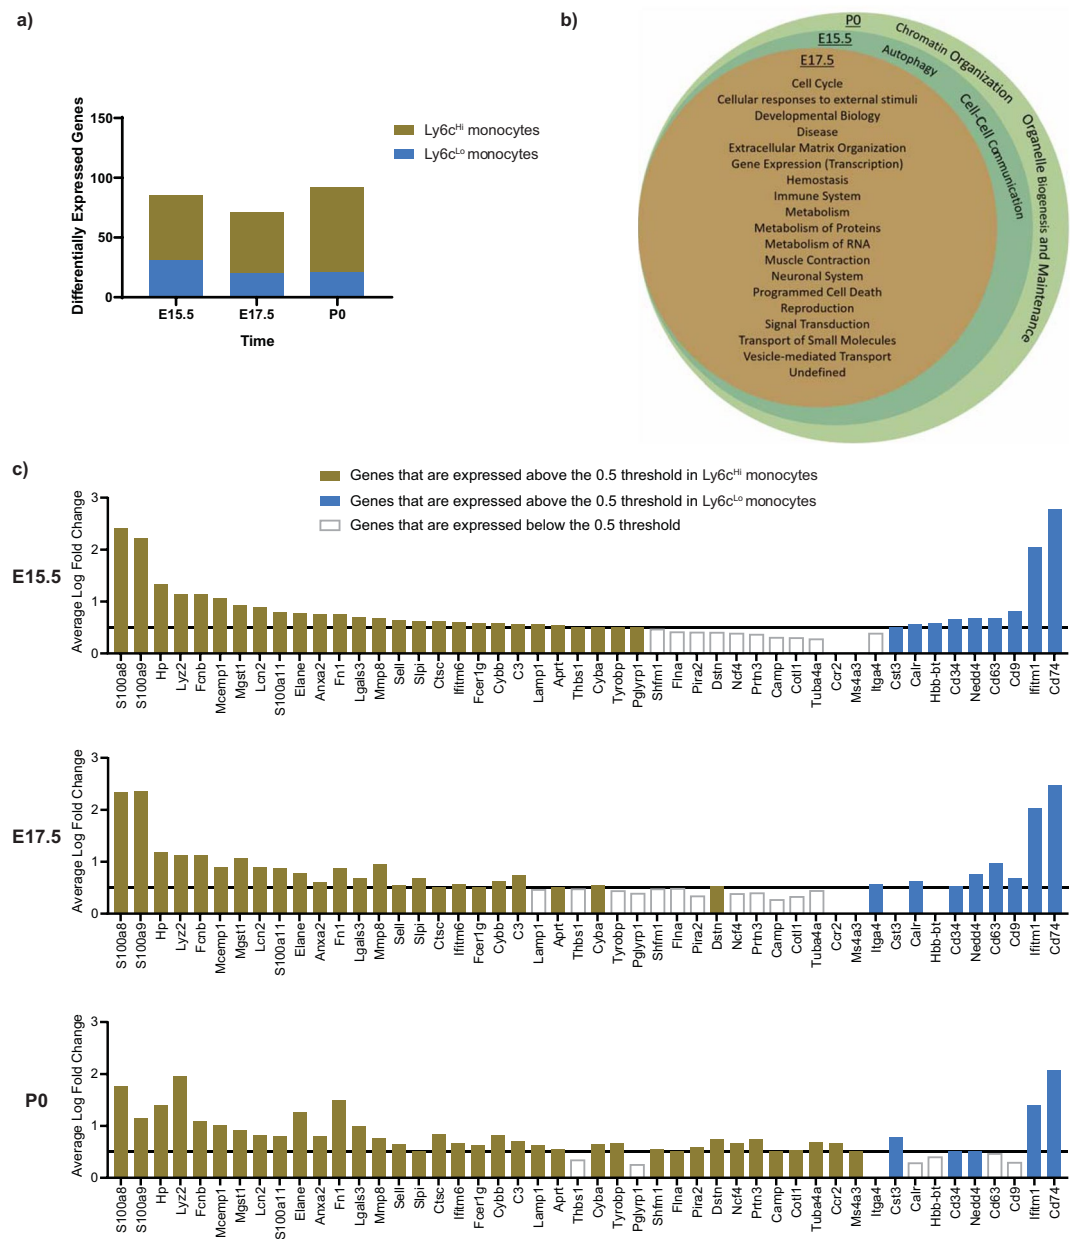 a)
Differentially Expressed Genes
150
100
50
0
E15.5
E17.5
P0
Time
Ly6cHi monocytes
Ly6cLo monocytes
b)
P0
Chromatin Organization
Organelle Biogenesis and Maintenance
E15.5
Autophagy
Cell-Cell Communication
E17.5
Cell Cycle
Cellular responses to external stimuli
Developmental Biology
Disease
Extracellular Matrix Organization
Gene Expression (Transcription)
Hemostasis
Immune System
Metabolism
Metabolism of Proteins
Metabolism of RNA
Muscle Contraction
Neuronal System
Programmed Cell Death
Reproduction
Signal Transduction
Transport of Small Molecules
Vesicle-mediated Transport
Undefined
c)
Genes that are expressed above the 0.5 threshold in Ly6cHi monocytes
Genes that are expressed above the 0.5 threshold in Ly6cLo monocytes
Genes that are expressed below the 0.5 threshold
E15.5
Average Log Fold Change
3
2
1
0
S100a8
S100a9
Hp
Lyz2
Fcnb
Mcemp1
Mgst1
Lcn2
S100a11
Elane
Anxa2
Fn1
Lgals3
Mmp8
Sell
Slpi
Ctsc
Ifitm6
Fcer1g
Cybb
C3
Lamp1
Aprt
Thbs1
Cyba
Tyrobp
Pglyrp1
Shfm1
Flna
Pira2
Dstn
Ncf4
Prtn3
Camp
Cotl1
Tuba4a
Ccr2
Ms4a3
Itga4
Cst3
Calr
Hbb-bt
Cd34
Nedd4
Cd63
Cd9
Ifitm1
Cd74
E17.5
Average Log Fold Change
3
2
1
0
S100a8
S100a9
Hp
Lyz2
Fcnb
Mcemp1
Mgst1
Lcn2
S100a11
Elane
Anxa2
Fn1
Lgals3
Mmp8
Sell
Slpi
Ctsc
Ifitm6
Fcer1g
Cybb
C3
Lamp1
Aprt
Thbs1
Cyba
Tyrobp
Pglyrp1
Shfm1
Flna
Pira2
Dstn
Ncf4
Prtn3
Camp
Cotl1
Tuba4a
Ccr2
Ms4a3
Itga4
Cst3
Calr
Hbb-bt
Cd34
Nedd4
Cd63
Cd9
Ifitm1
Cd74
P0
Average Log Fold Change
3
2
1
0
S100a8
S100a9
Hp
Lyz2
Fcnb
Mcemp1
Mgst1
Lcn2
S100a11
Elane
Anxa2
Fn1
Lgals3
Mmp8
Sell
Slpi
Ctsc
Ifitm6
Fcer1g
Cybb
C3
Lamp1
Aprt
Thbs1
Cyba
Tyrobp
Pglyrp1
Shfm1
Flna
Pira2
Dstn
Ncf4
Prtn3
Camp
Cotl1
Tuba4a
Ccr2
Ms4a3
Itga4
Cst3
Calr
Hbb-bt
Cd34
Nedd4
Cd63
Cd9
Ifitm1
Cd74